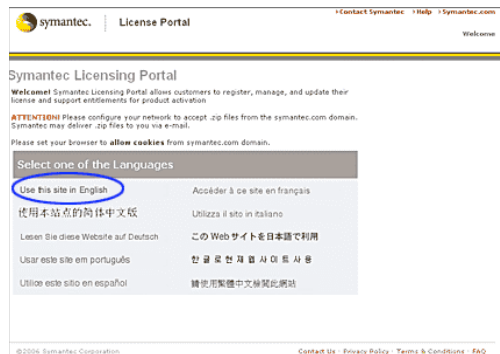 symantec. License Portal
›Contact Symantec ›Help ›Symantec.com
Welcome
Symantec Licensing Portal
Welcome! Symantec Licensing Portal allows customers to register, manage, and update their
license and support entitlements for product activation
ATTENTION! Please configure your network to accept .zip files from the symantec.com domain.
Symantec may deliver .zip files to you via e-mail.
Please set your browser to allow cookies from symantec.com domain.
Select one of the Languages
Use this site in English
Accéder à ce site en français
使用本站点的简体中文版
Utilizza il sito in italiano
Lesen Sie diese Website auf Deutsch
この Web サイトを日本語で利用
Usar este site em português
한글로현재웹사이트사용
Utilice este sitio en español
請使用繁體中文檢閱此網站
©2006 Symantec Corporation
Contact Us · Privacy Policy · Terms & Conditions · FAQ